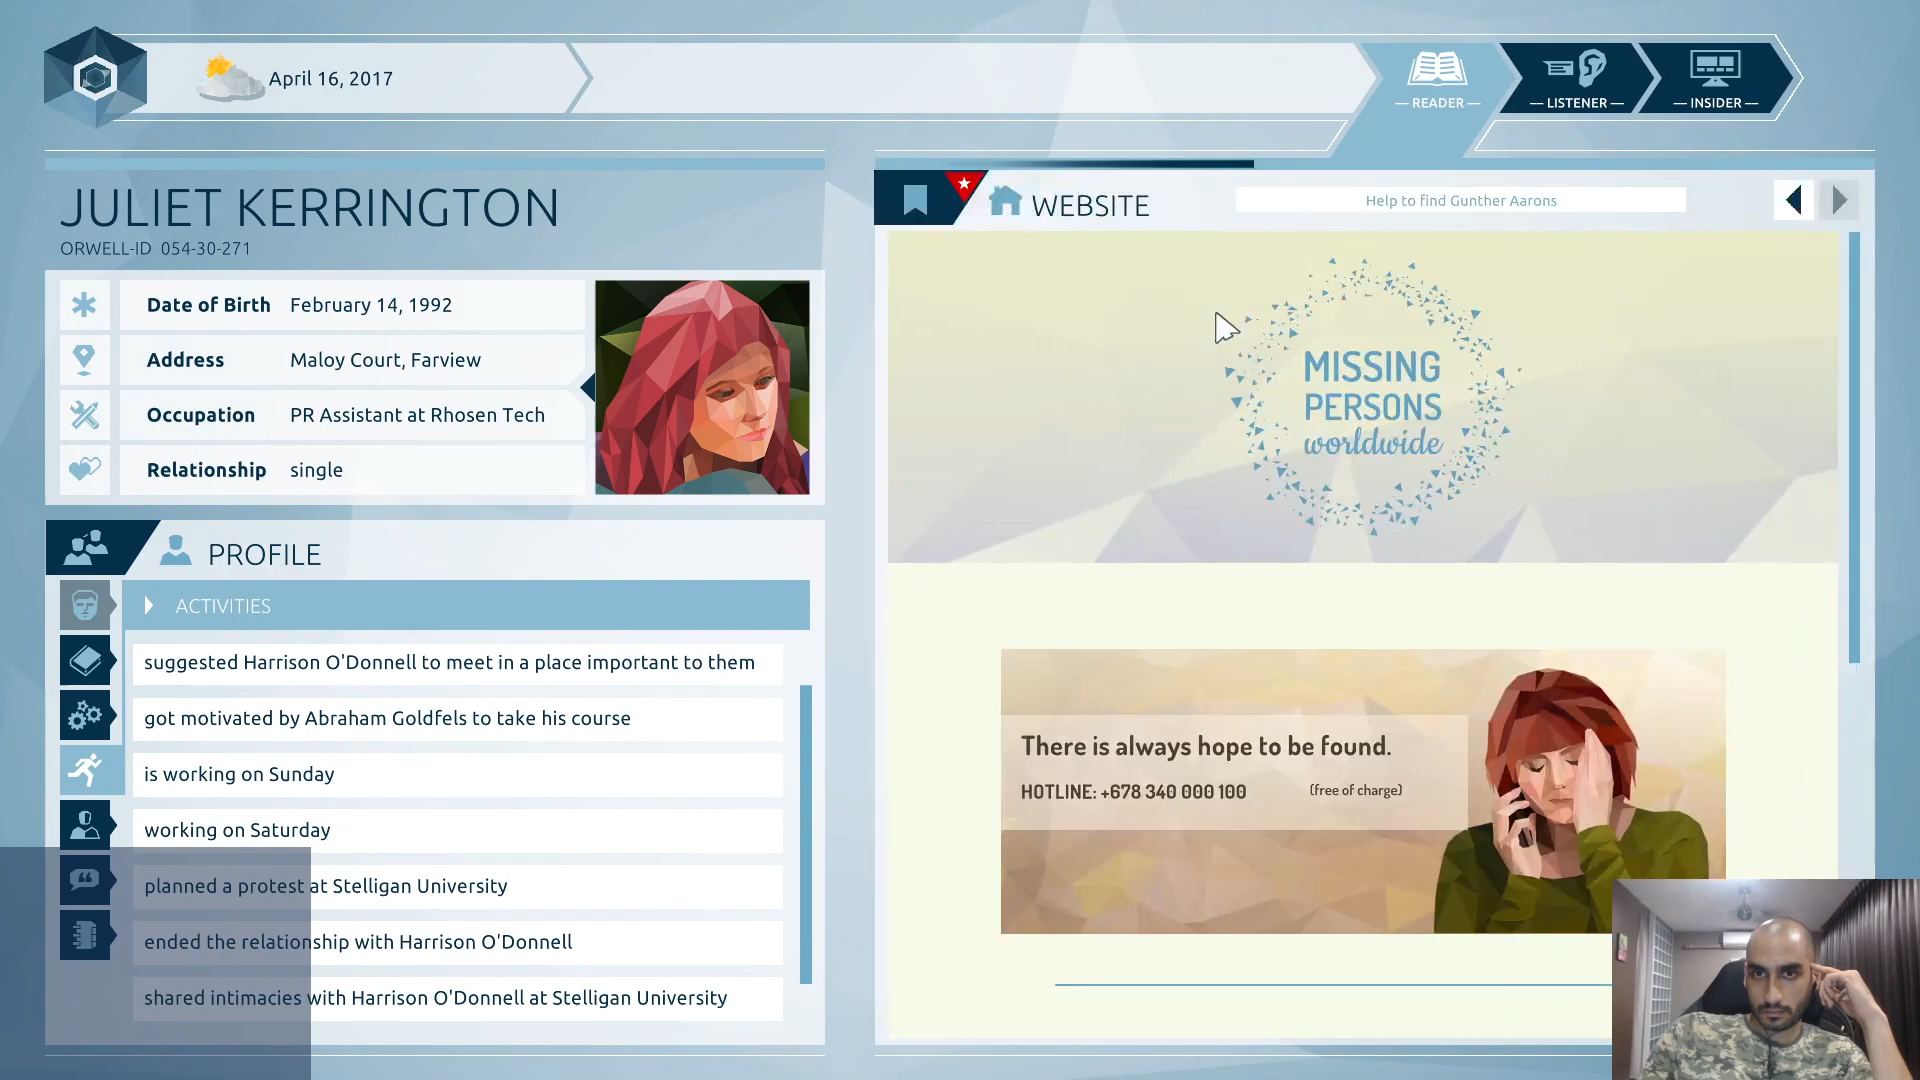 April 16, 2017
— READER —
— LISTENER —
— INSIDER —
JULIET KERRINGTON
ORWELL-ID 054-30-271
Date of Birth February 14, 1992
Address Maloy Court, Farview
Occupation PR Assistant at Rhosen Tech
Relationship single
PROFILE
ACTIVITIES
suggested Harrison O'Donnell to meet in a place important to them
got motivated by Abraham Goldfels to take his course
is working on Sunday
working on Saturday
planned a protest at Stelligan University
ended the relationship with Harrison O'Donnell
shared intimacies with Harrison O'Donnell at Stelligan University
WEBSITE
Help to find Gunther Aarons
MISSING
PERSONS
worldwide
There is always hope to be found.
HOTLINE: +678 340 000 100 (free of charge)